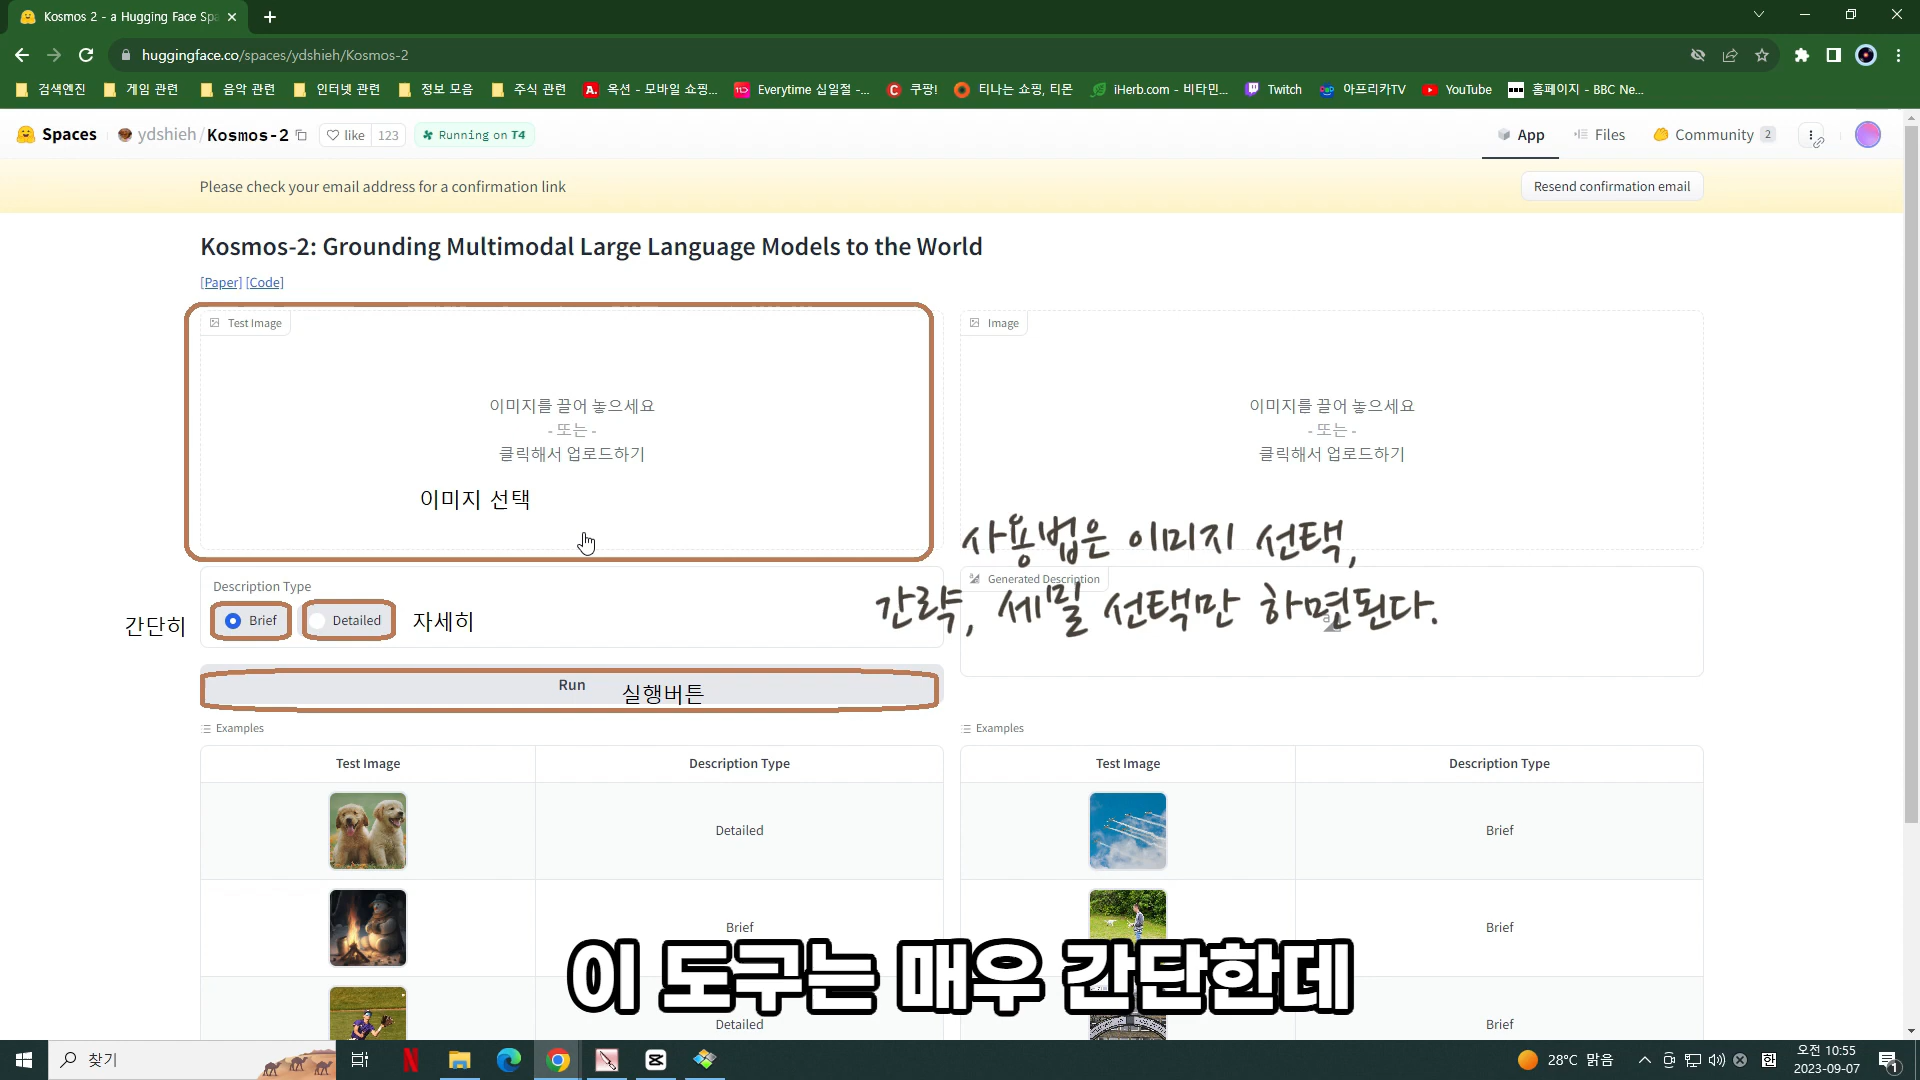 Kosmos 2 - a Hugging Face Spa
huggingface.co/spaces/ydshieh/Kosmos-2
검색엔진
게임 관련
음악 관련
인터넷 관련
정보 모음
주식 관련
옥션 - 모바일 쇼핑...
Everytime 십일절 -...
쿠팡!
티나는 쇼핑, 티몬
iHerb.com - 비타민...
Twitch
아프리카TV
YouTube
홈페이지 - BBC Ne...
Spaces
ydshieh/Kosmos-2
like 123
Running on T4
App
Files
Community 2
Please check your email address for a confirmation link
Resend confirmation email
Kosmos-2: Grounding Multimodal Large Language Models to the World
[Paper] [Code]
Test Image
이미지를 끌어 놓으세요
- 또는 -
클릭해서 업로드하기
이미지 선택
Image
이미지를 끌어 놓으세요
- 또는 -
클릭해서 업로드하기
사용법은 이미지 선택,
간략, 세밀 선택만 하면된다.
Description Type
간단히
Brief
Detailed
자세히
Generated Description
Run
실행버튼
Examples
Test Image
Description Type
Detailed
Brief
Detailed
Examples
Test Image
Description Type
Brief
Brief
Brief
이 도구는 매우 간단한데
찾기
28°C 맑음
한
오전 10:55
2023-09-07
1